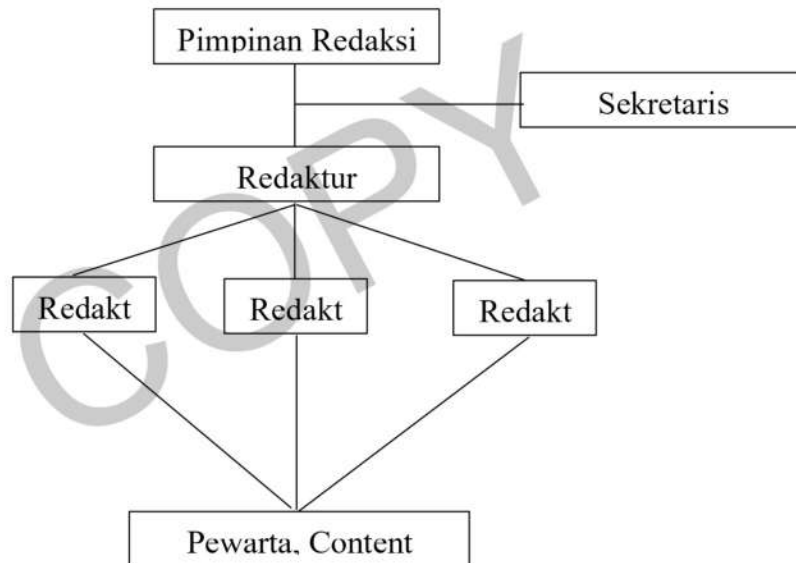 Pimpinan Redaksi
Sekretaris
Redaktur
Redakt
Redakt
Redakt
Pewarta, Content
COPY